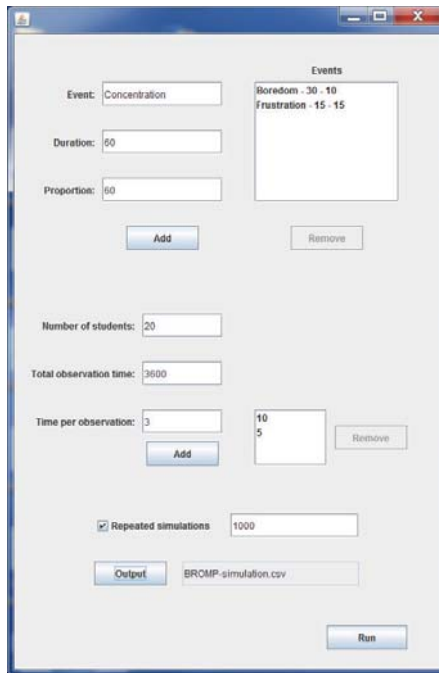 Events
Event: Concentration
Boredom - 30 - 10
Frustration - 15 - 15
Duration: 60
Proportion: 60
Add
Remove
Number of students: 20
Total observation time: 3600
Time per observation: 3
10
5
Add
Remove
Repeated simulations 1000
Output BROMP-simulation.csv
Run